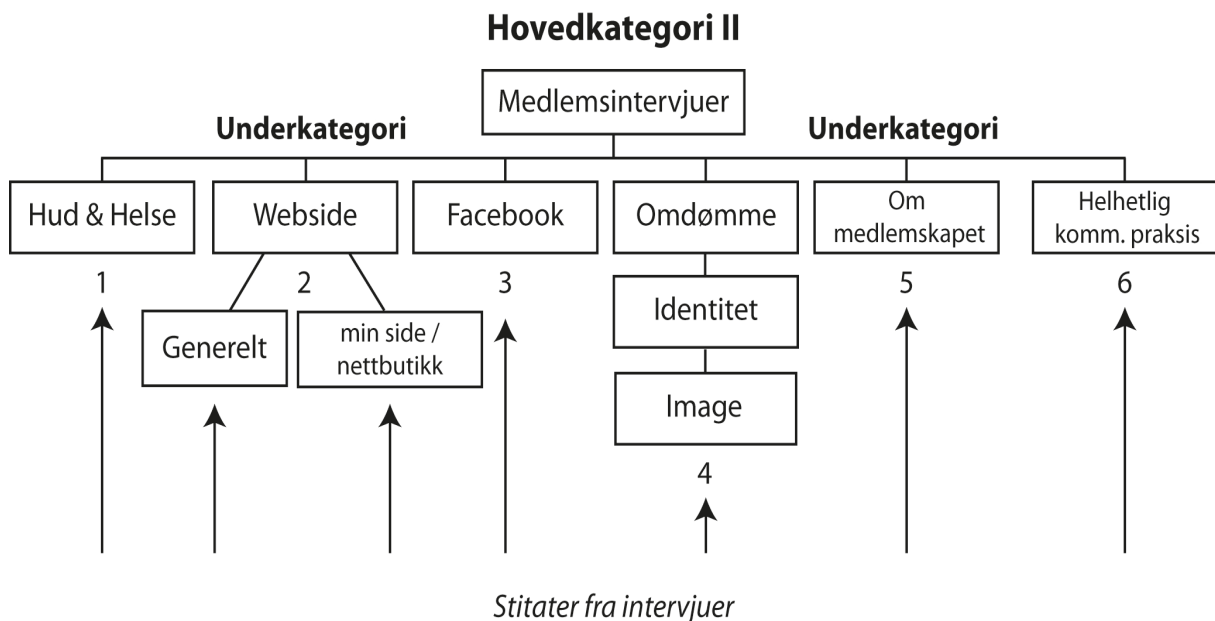 Hovedkategori II
Medlemsintervjuer
Underkategori
Underkategori
Hud & Helse
Webside
Facebook
Omdømme
Om
medlemskapet
Helhetlig
komm. praksis
1
2
3
5
6
Generelt
min side /
nettbutikk
Identitet
Image
4
Stitater fra intervjuer